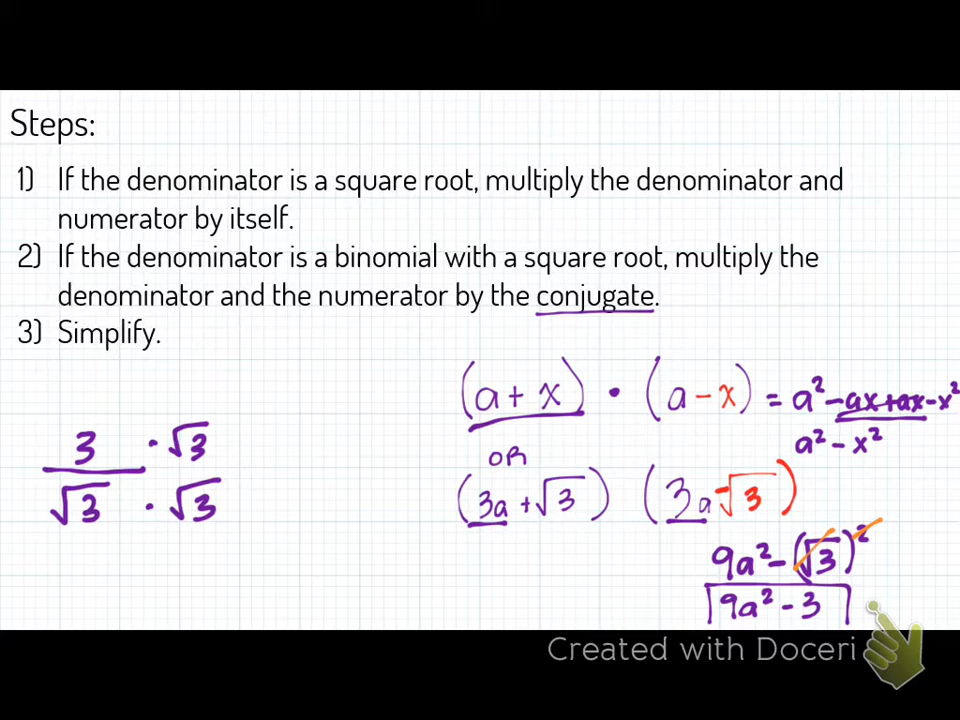 Steps:
1) If the denominator is a square root, multiply the denominator and
numerator by itself.
2) If the denominator is a binomial with a square root, multiply the
denominator and the numerator by the conjugate.
3) Simplify.
(a + x) • (a - x) = a² - ax + ax - x²
a² - x²
OR
(3a + √3) (3a - √3)
9a² - (√3)²
9a² - 3
3 · √3
√3 · √3
Created with Doceri